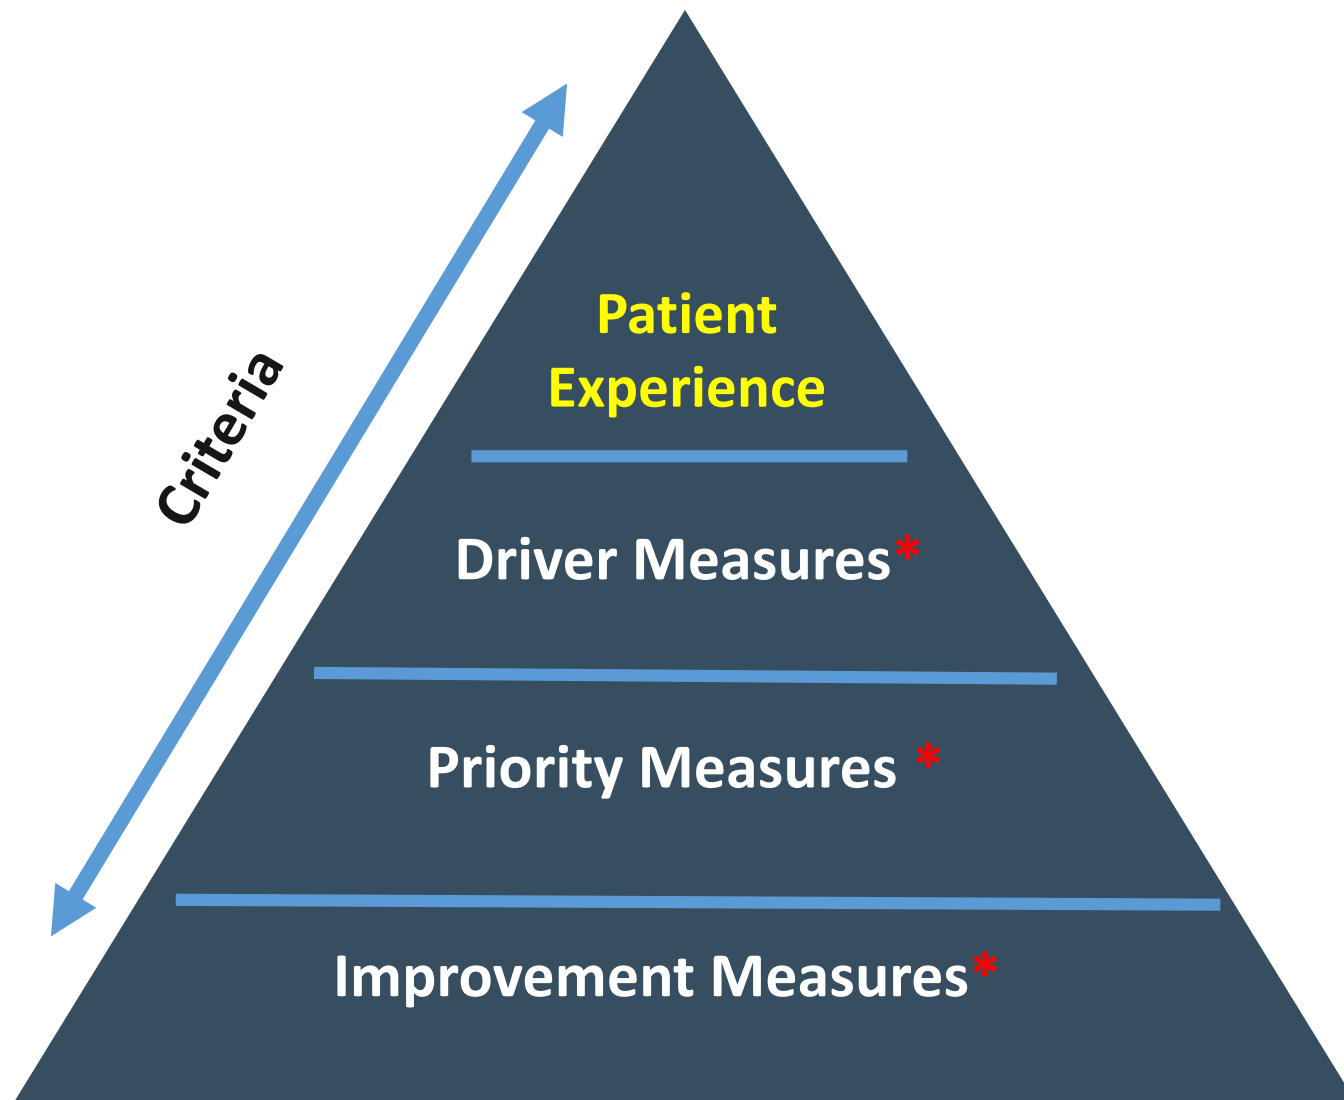 Criteria
Patient
Experience
Driver Measures*
Priority Measures *
Improvement Measures*